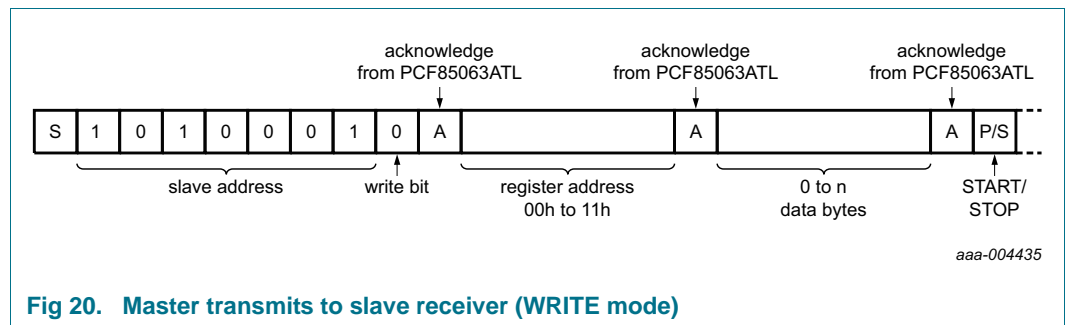 acknowledge acknowledge acknowledge
from PCF85063ATL from PCF85063ATL from PCF85063ATL
S 1 0 1 0 0 0 1 0 A A A P/S
slave address write bit register address 0 to n START/
00h to 11h data bytes STOP
aaa-004435
Fig 20. Master transmits to slave receiver (WRITE mode)